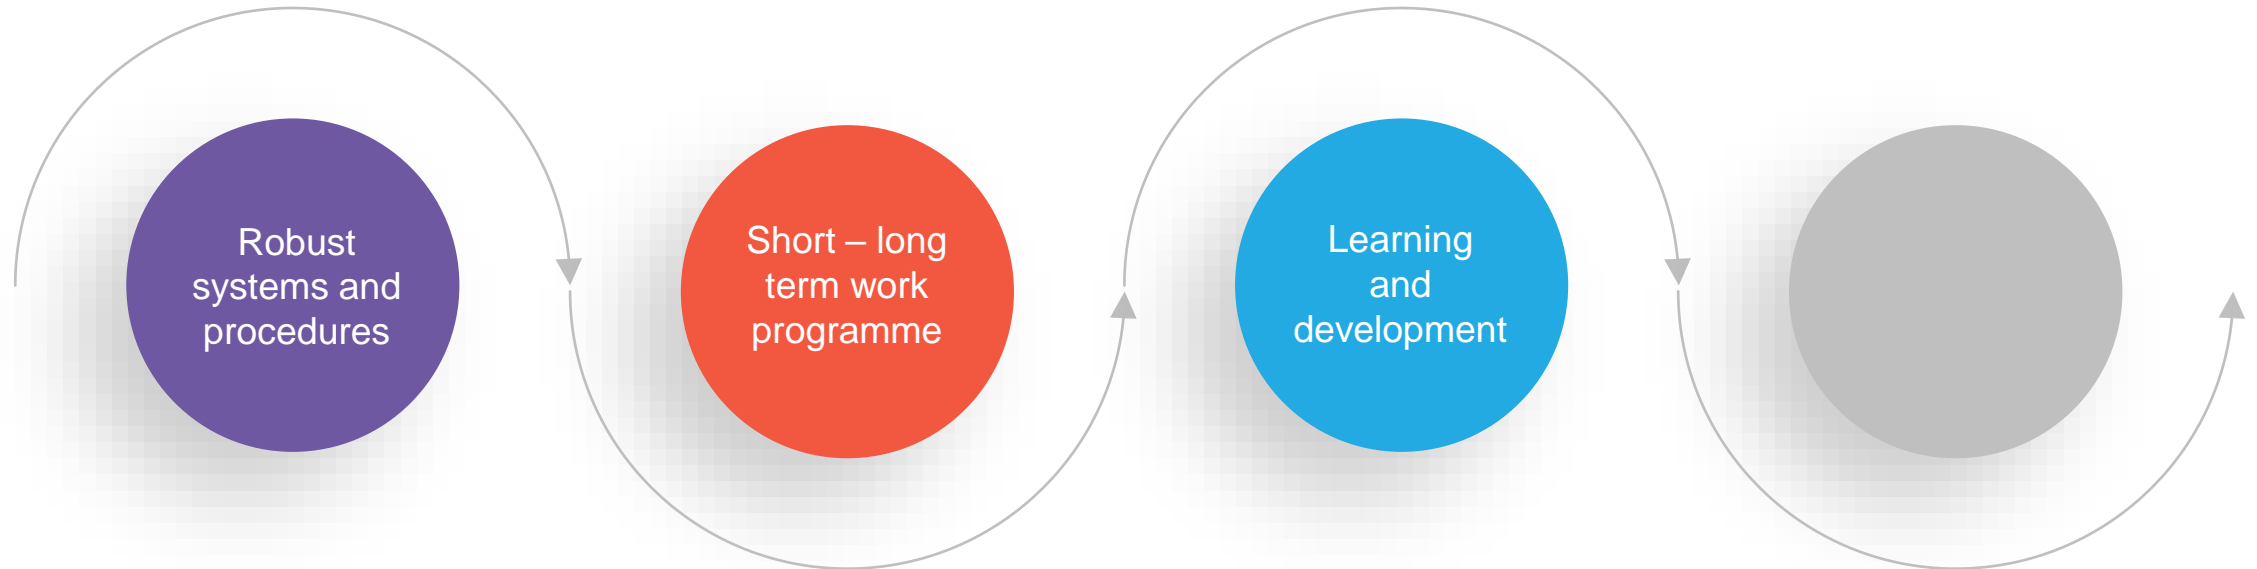 Robust
systems and
procedures
Short – long
term work
programme
Learning
and
development